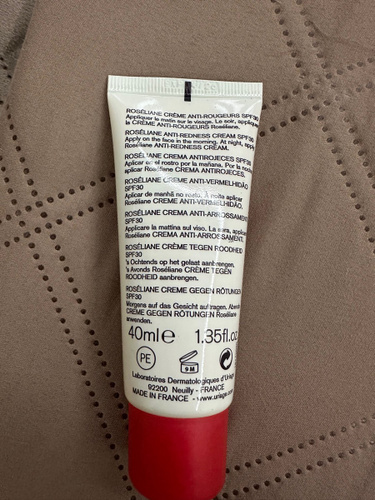 ROSÉLIANE CRÈME ANTI-ROUGEURS SPF30
Appliquer le matin sur le visage. Le soir, appliquer
la CRÈME ANTI-ROUGEURS Roséliane.
ROSÉLIANE ANTI-REDNESS CREAM SPF30
Apply on the face in the morning. At night, apply
Roséliane ANTI-REDNESS CREAM.
ROSÉLIANE CREMA ANTIROJECES SPF30
Aplicar en el rostro por la mañana. Por la
aplicar Roséliane CREMA ANTIROJECES.
ROSÉLIANE CREME ANTI-VERMELHIDÃO
SPF30
Aplicar de manhã no rosto. À noite aplicar
Roséliane CREME ANTI-VERMELHIDÃO.
ROSÉLIANE CREMA ANTI-ARROSSAMENTI
SPF30
Applicare la mattina sul viso. La sera, applicare
Roséliane CREMA ANTI-ARROSSAMENTI.
ROSÉLIANE CRÈME TEGEN ROODHEID
SPF30
's Ochtends op het gelaat aanbrengen.
's Avonds Roséliane CRÈME TEGEN
ROODHEID aanbrengen.
ROSÉLIANE CREME GEGEN RÖTUNGEN
SPF30
Morgens auf das Gesicht auftragen. Abends
CREME GEGEN RÖTUNGEN Roséliane
anwenden.
40ml e 1.35fl.oz
PE 9 M
Laboratoires Dermatologiques d'Uriage
92200 Neuilly - FRANCE
MADE IN FRANCE - www.uriage.com